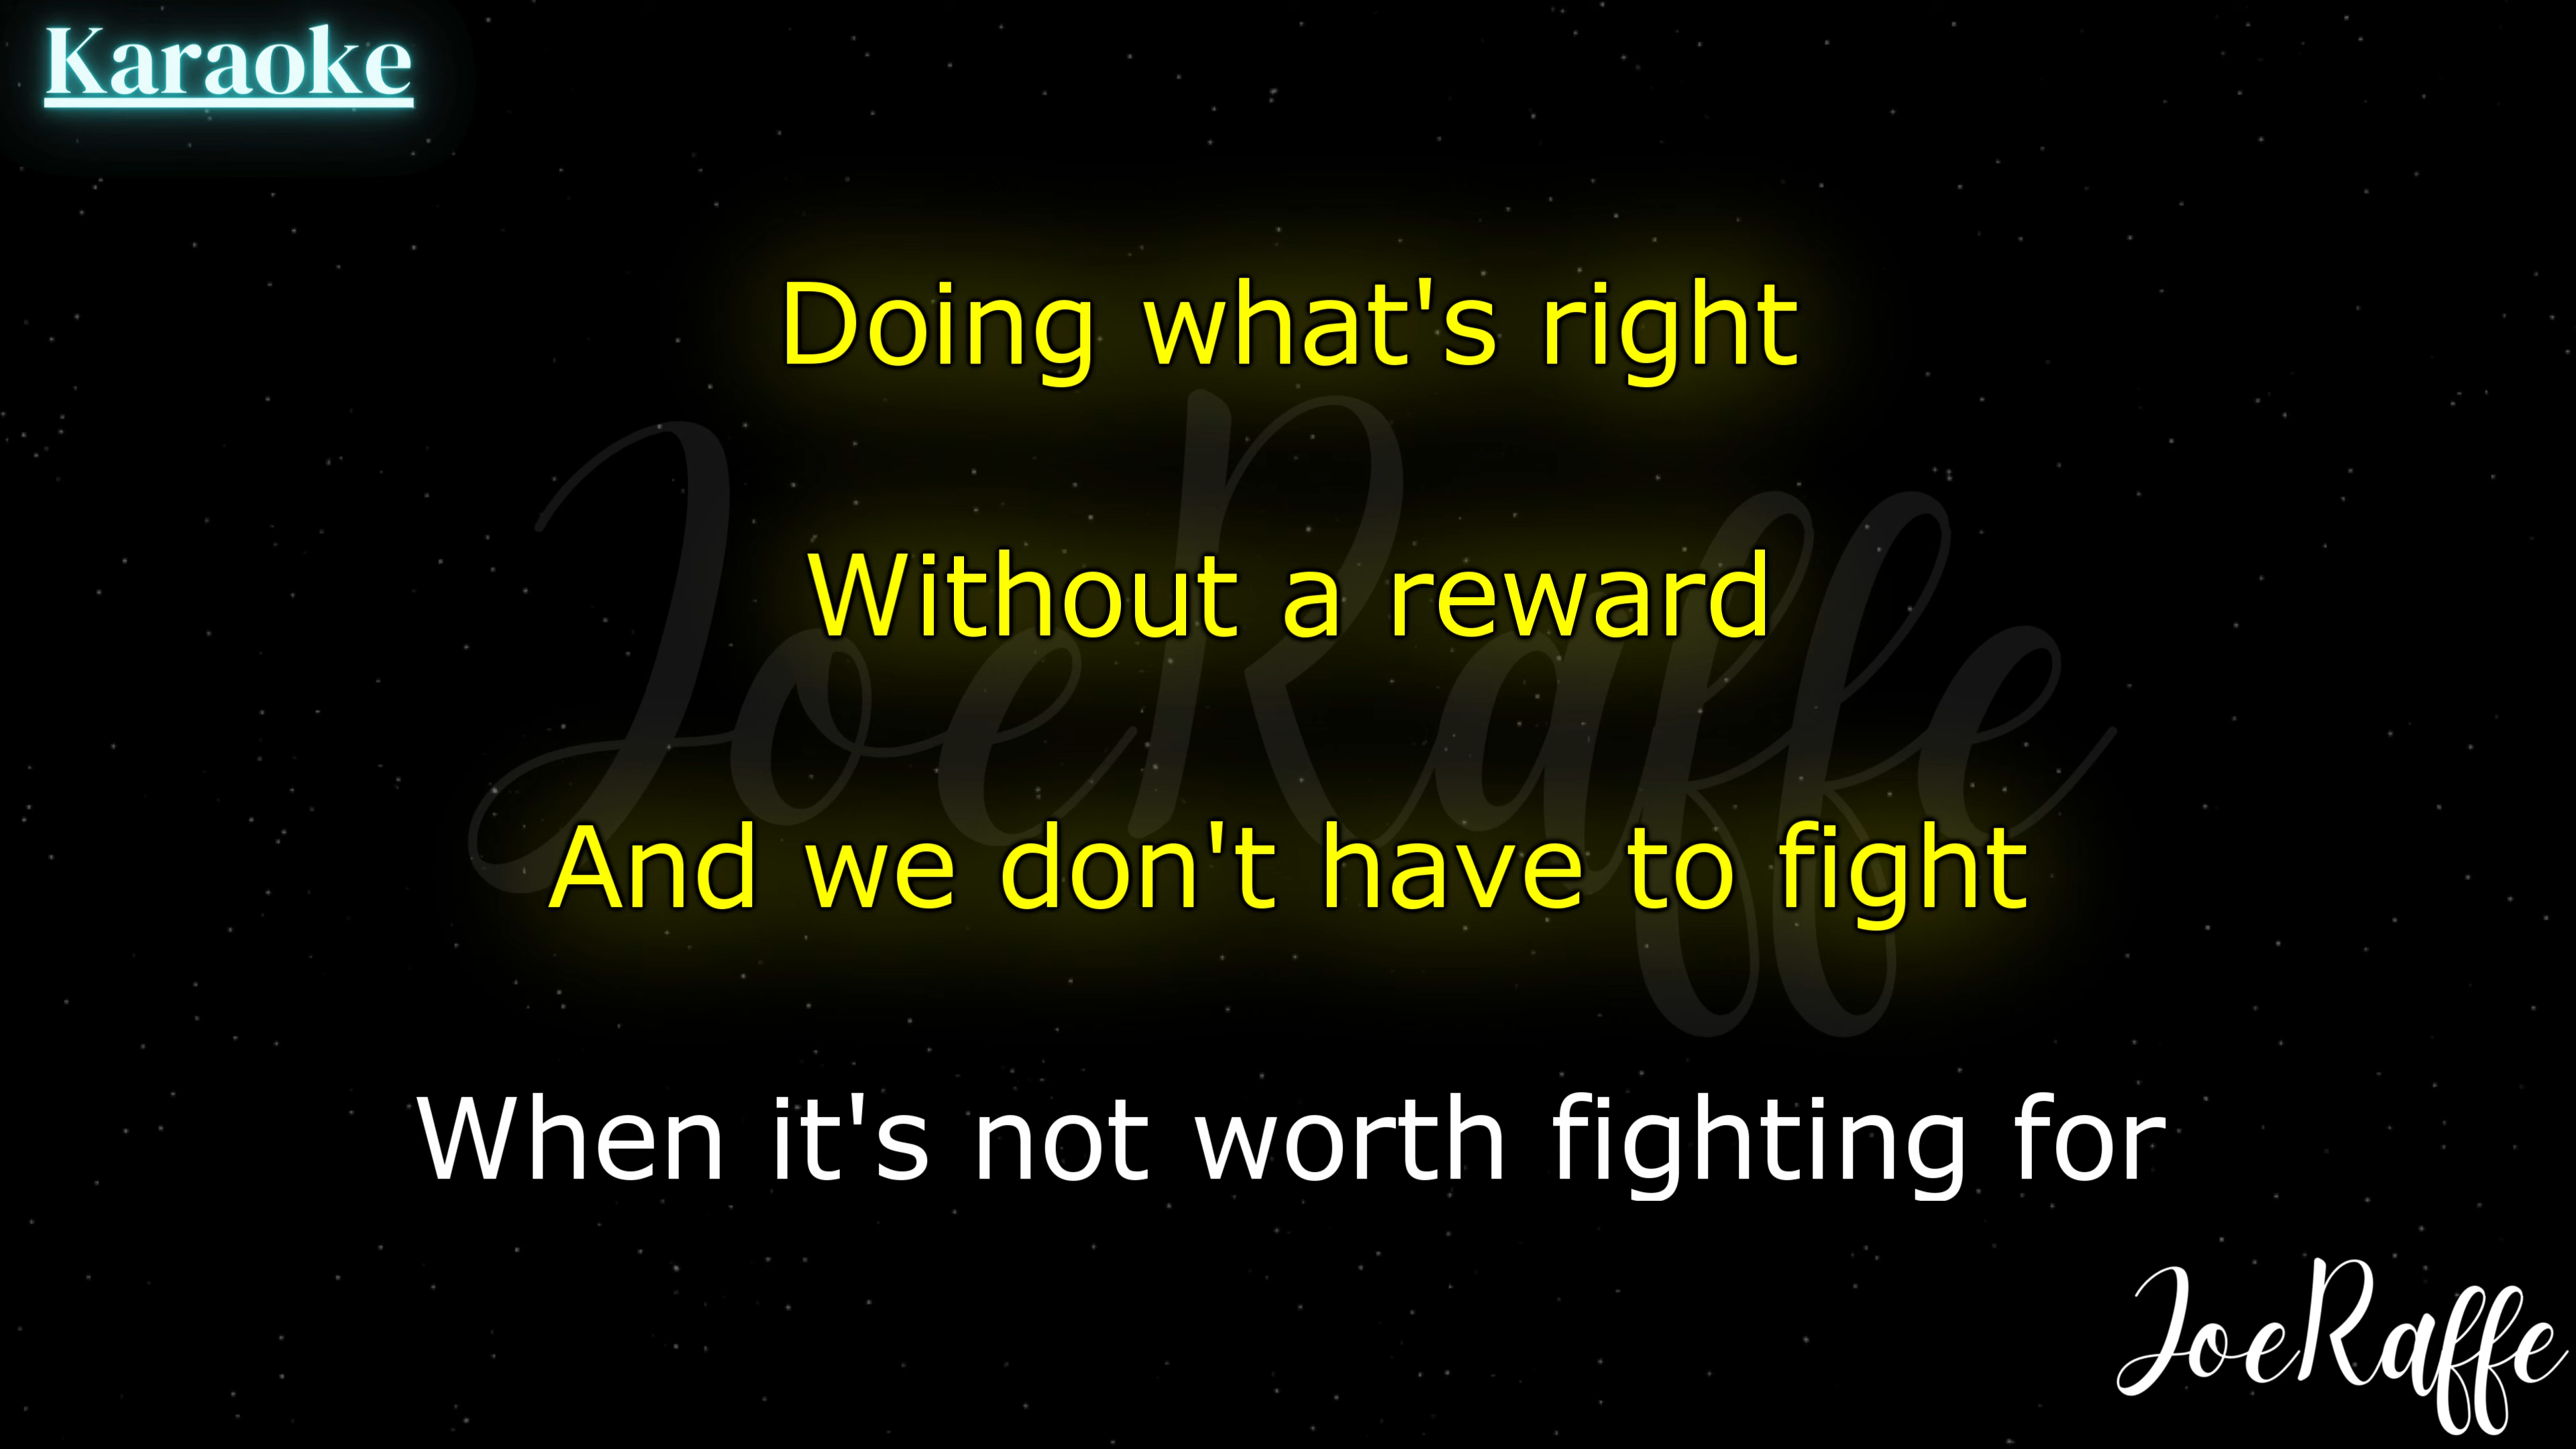 Karaoke
Doing what's right
Without a reward
And we don't have to fight
When it's not worth fighting for
JoeRaffe
JoeRaffe